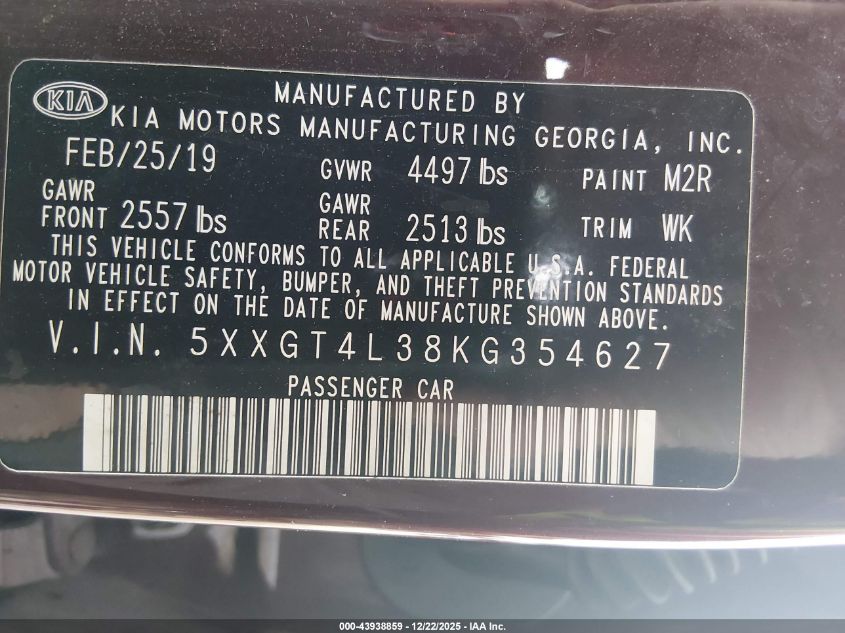 KIA
MANUFACTURED BY
KIA MOTORS MANUFACTURING GEORGIA, INC.
FEB/25/19 GVWR 4497 lbs PAINT M2R
GAWR FRONT 2557 lbs GAWR REAR 2513 lbs TRIM WK
THIS VEHICLE CONFORMS TO ALL APPLICABLE U.S.A. FEDERAL
MOTOR VEHICLE SAFETY, BUMPER, AND THEFT PREVENTION STANDARDS
IN EFFECT ON THE DATE OF MANUFACTURE SHOWN ABOVE.
V.I.N. 5XXGT4L38KG354627
PASSENGER CAR
000-43938859 | 12/22/2025 - IAA Inc.